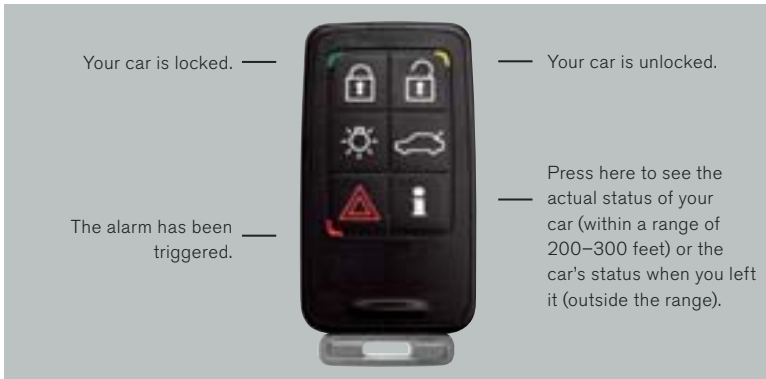 Your car is locked.
Your car is unlocked.
The alarm has been
triggered.
Press here to see the
actual status of your
car (within a range of
200–300 feet) or the
car's status when you left
it (outside the range).